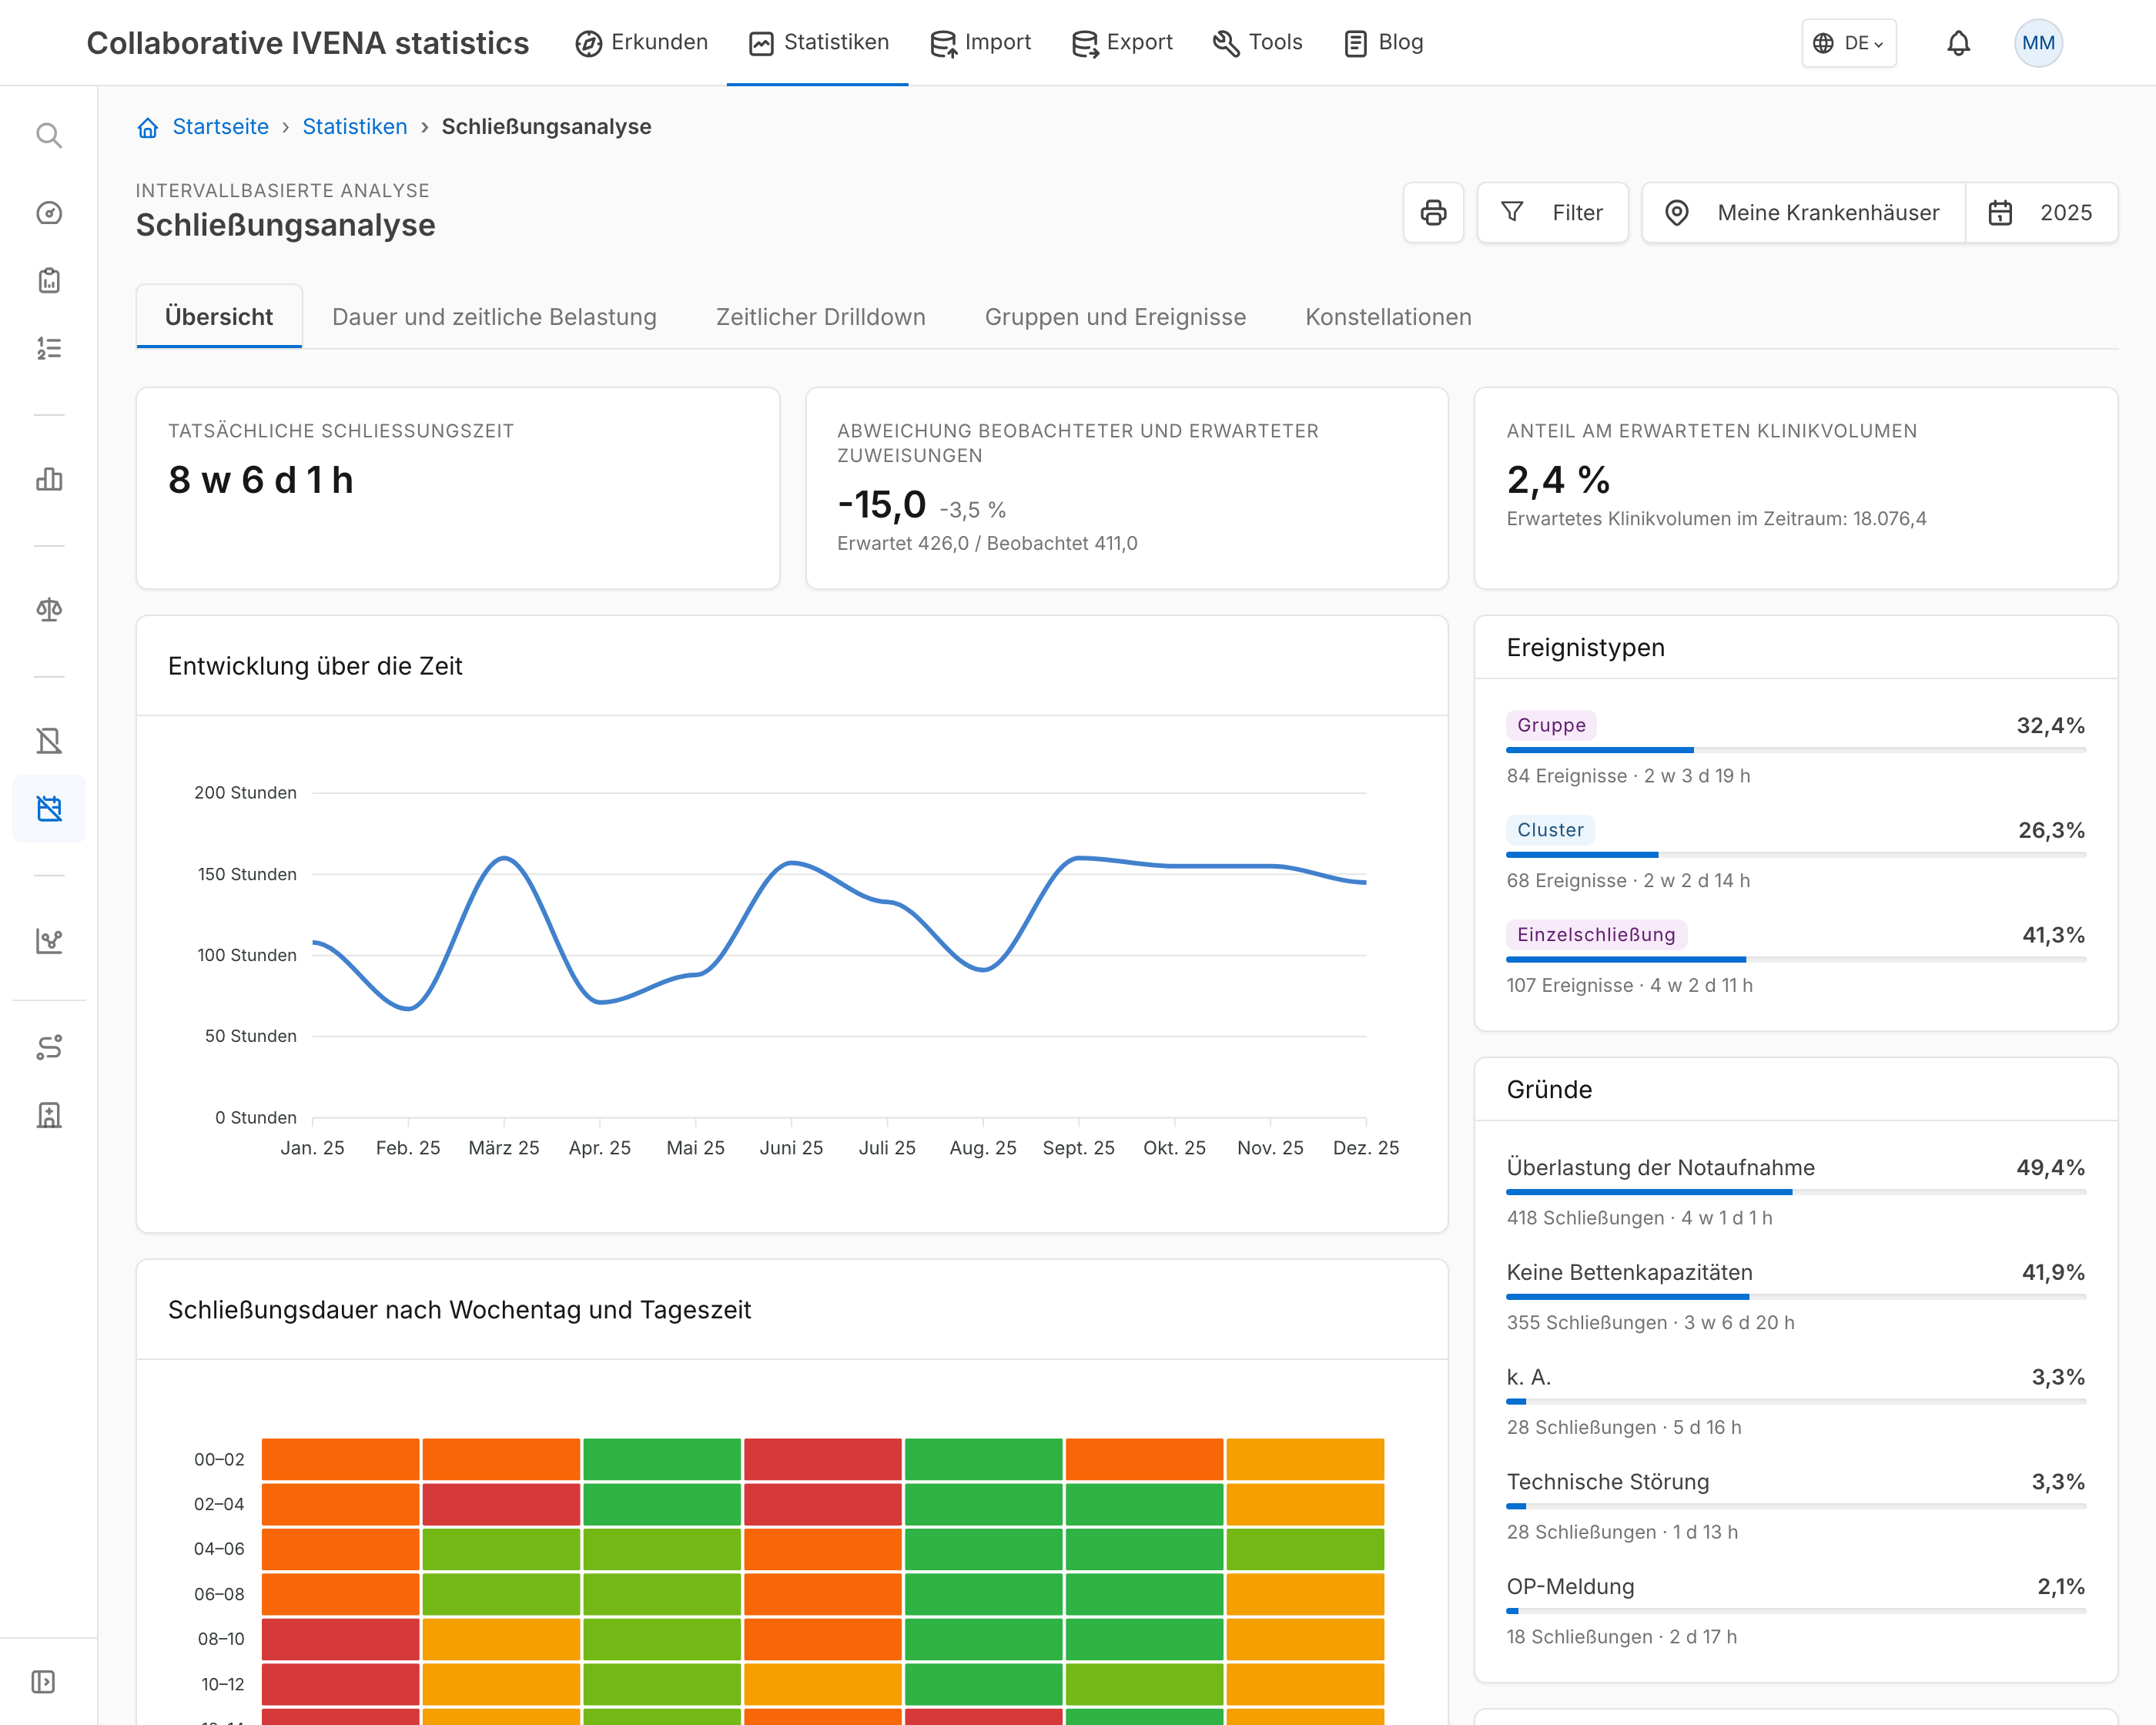 Collaborative IVENA statistics
Erkunden
Statistiken
Import
Export
Tools
Blog
DE
MM
Startseite › Statistiken › Schließungsanalyse
INTERVALLBASIERTE ANALYSE
Schließungsanalyse
Filter
Meine Krankenhäuser
2025
Übersicht
Dauer und zeitliche Belastung
Zeitlicher Drilldown
Gruppen und Ereignisse
Konstellationen
TATSÄCHLICHE SCHLIESSUNGSZEIT
8 w 6 d 1 h
ABWEICHUNG BEOBACHTETER UND ERWARTETER
ZUWEISUNGEN
-15,0 -3,5 %
Erwartet 426,0 / Beobachtet 411,0
ANTEIL AM ERWARTETEN KLINIKVOLUMEN
2,4 %
Erwartetes Klinikvolumen im Zeitraum: 18.076,4
Entwicklung über die Zeit
200 Stunden
150 Stunden
100 Stunden
50 Stunden
0 Stunden
Jan. 25
Feb. 25
März 25
Apr. 25
Mai 25
Juni 25
Juli 25
Aug. 25
Sept. 25
Okt. 25
Nov. 25
Dez. 25
Ereignistypen
Gruppe 32,4%
84 Ereignisse · 2 w 3 d 19 h
Cluster 26,3%
68 Ereignisse · 2 w 2 d 14 h
Einzelschließung 41,3%
107 Ereignisse · 4 w 2 d 11 h
Gründe
Überlastung der Notaufnahme 49,4%
418 Schließungen · 4 w 1 d 1 h
Keine Bettenkapazitäten 41,9%
355 Schließungen · 3 w 6 d 20 h
k. A. 3,3%
28 Schließungen · 5 d 16 h
Technische Störung 3,3%
28 Schließungen · 1 d 13 h
OP-Meldung 2,1%
18 Schließungen · 2 d 17 h
Schließungsdauer nach Wochentag und Tageszeit
00–02
02–04
04–06
06–08
08–10
10–12